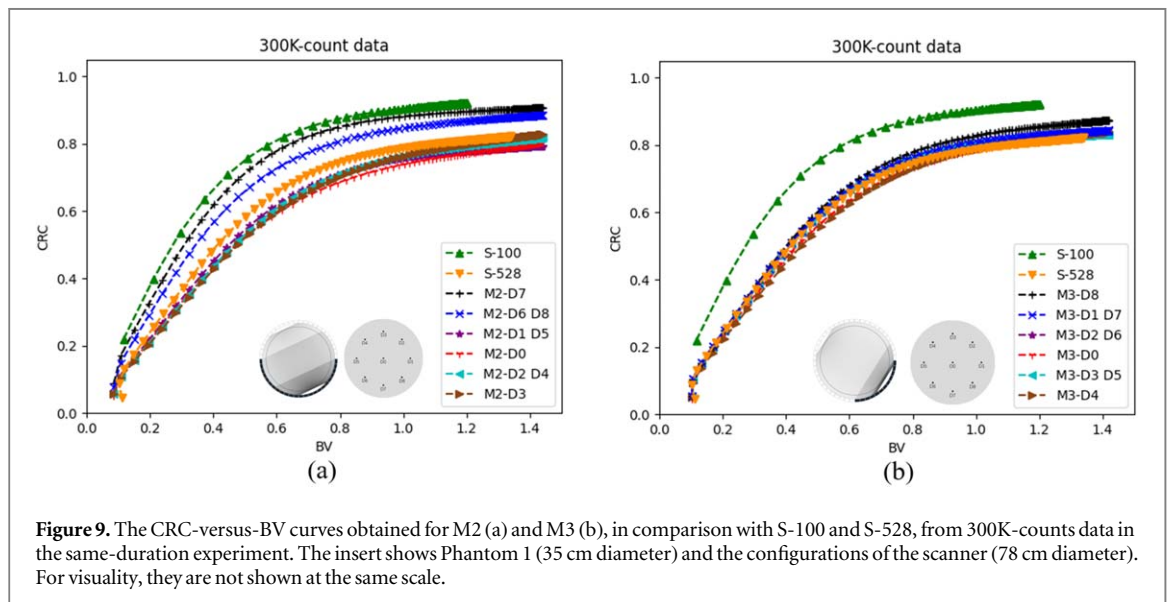 300K-count data
1.0
0.8
0.6
0.4
0.2
0.0
CRC
0.0 0.2 0.4 0.6 0.8 1.0 1.2 1.4
BV
S-100
S-528
M2-D7
M2-D6 D8
M2-D1 D5
M2-D0
M2-D2 D4
M2-D3
(a)
300K-count data
1.0
0.8
0.6
0.4
0.2
0.0
CRC
0.0 0.2 0.4 0.6 0.8 1.0 1.2 1.4
BV
S-100
S-528
M3-D8
M3-D1 D7
M3-D2 D6
M3-D0
M3-D3 D5
M3-D4
(b)
Figure 9. The CRC-versus-BV curves obtained for M2 (a) and M3 (b), in comparison with S-100 and S-528, from 300K-counts data in
the same-duration experiment. The insert shows Phantom 1 (35 cm diameter) and the configurations of the scanner (78 cm diameter).
For visuality, they are not shown at the same scale.